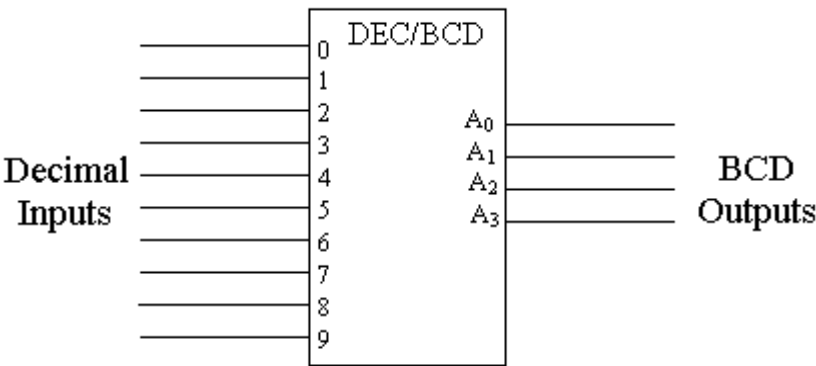 DEC/BCD
0
1
2
3
4
5
6
7
8
9
Decimal
Inputs
A0
A1
A2
A3
BCD
Outputs